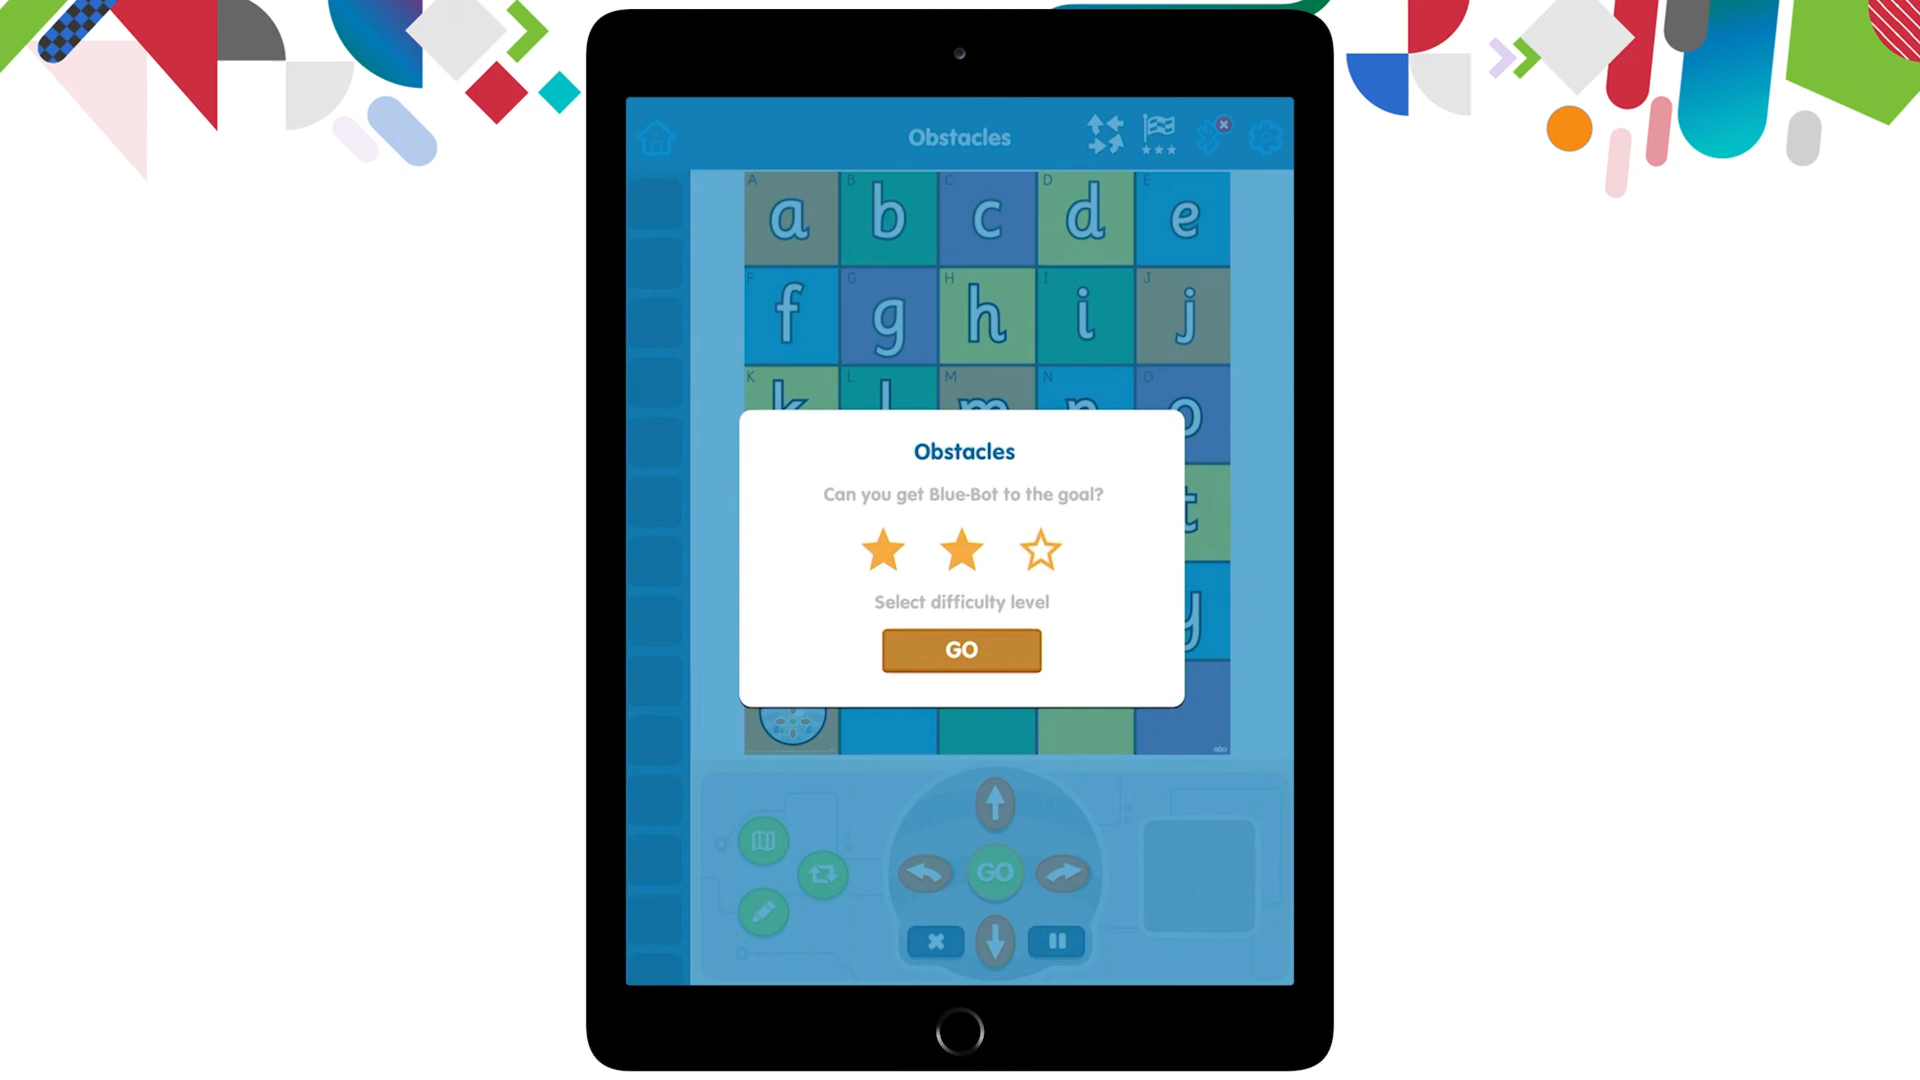 Obstacles
A B C D E
a b c d e
F G H I J
f g h i j
K L M N O
k l m n o
Obstacles
Can you get Blue-Bot to the goal?
t
Select difficulty level
GO
y
GO